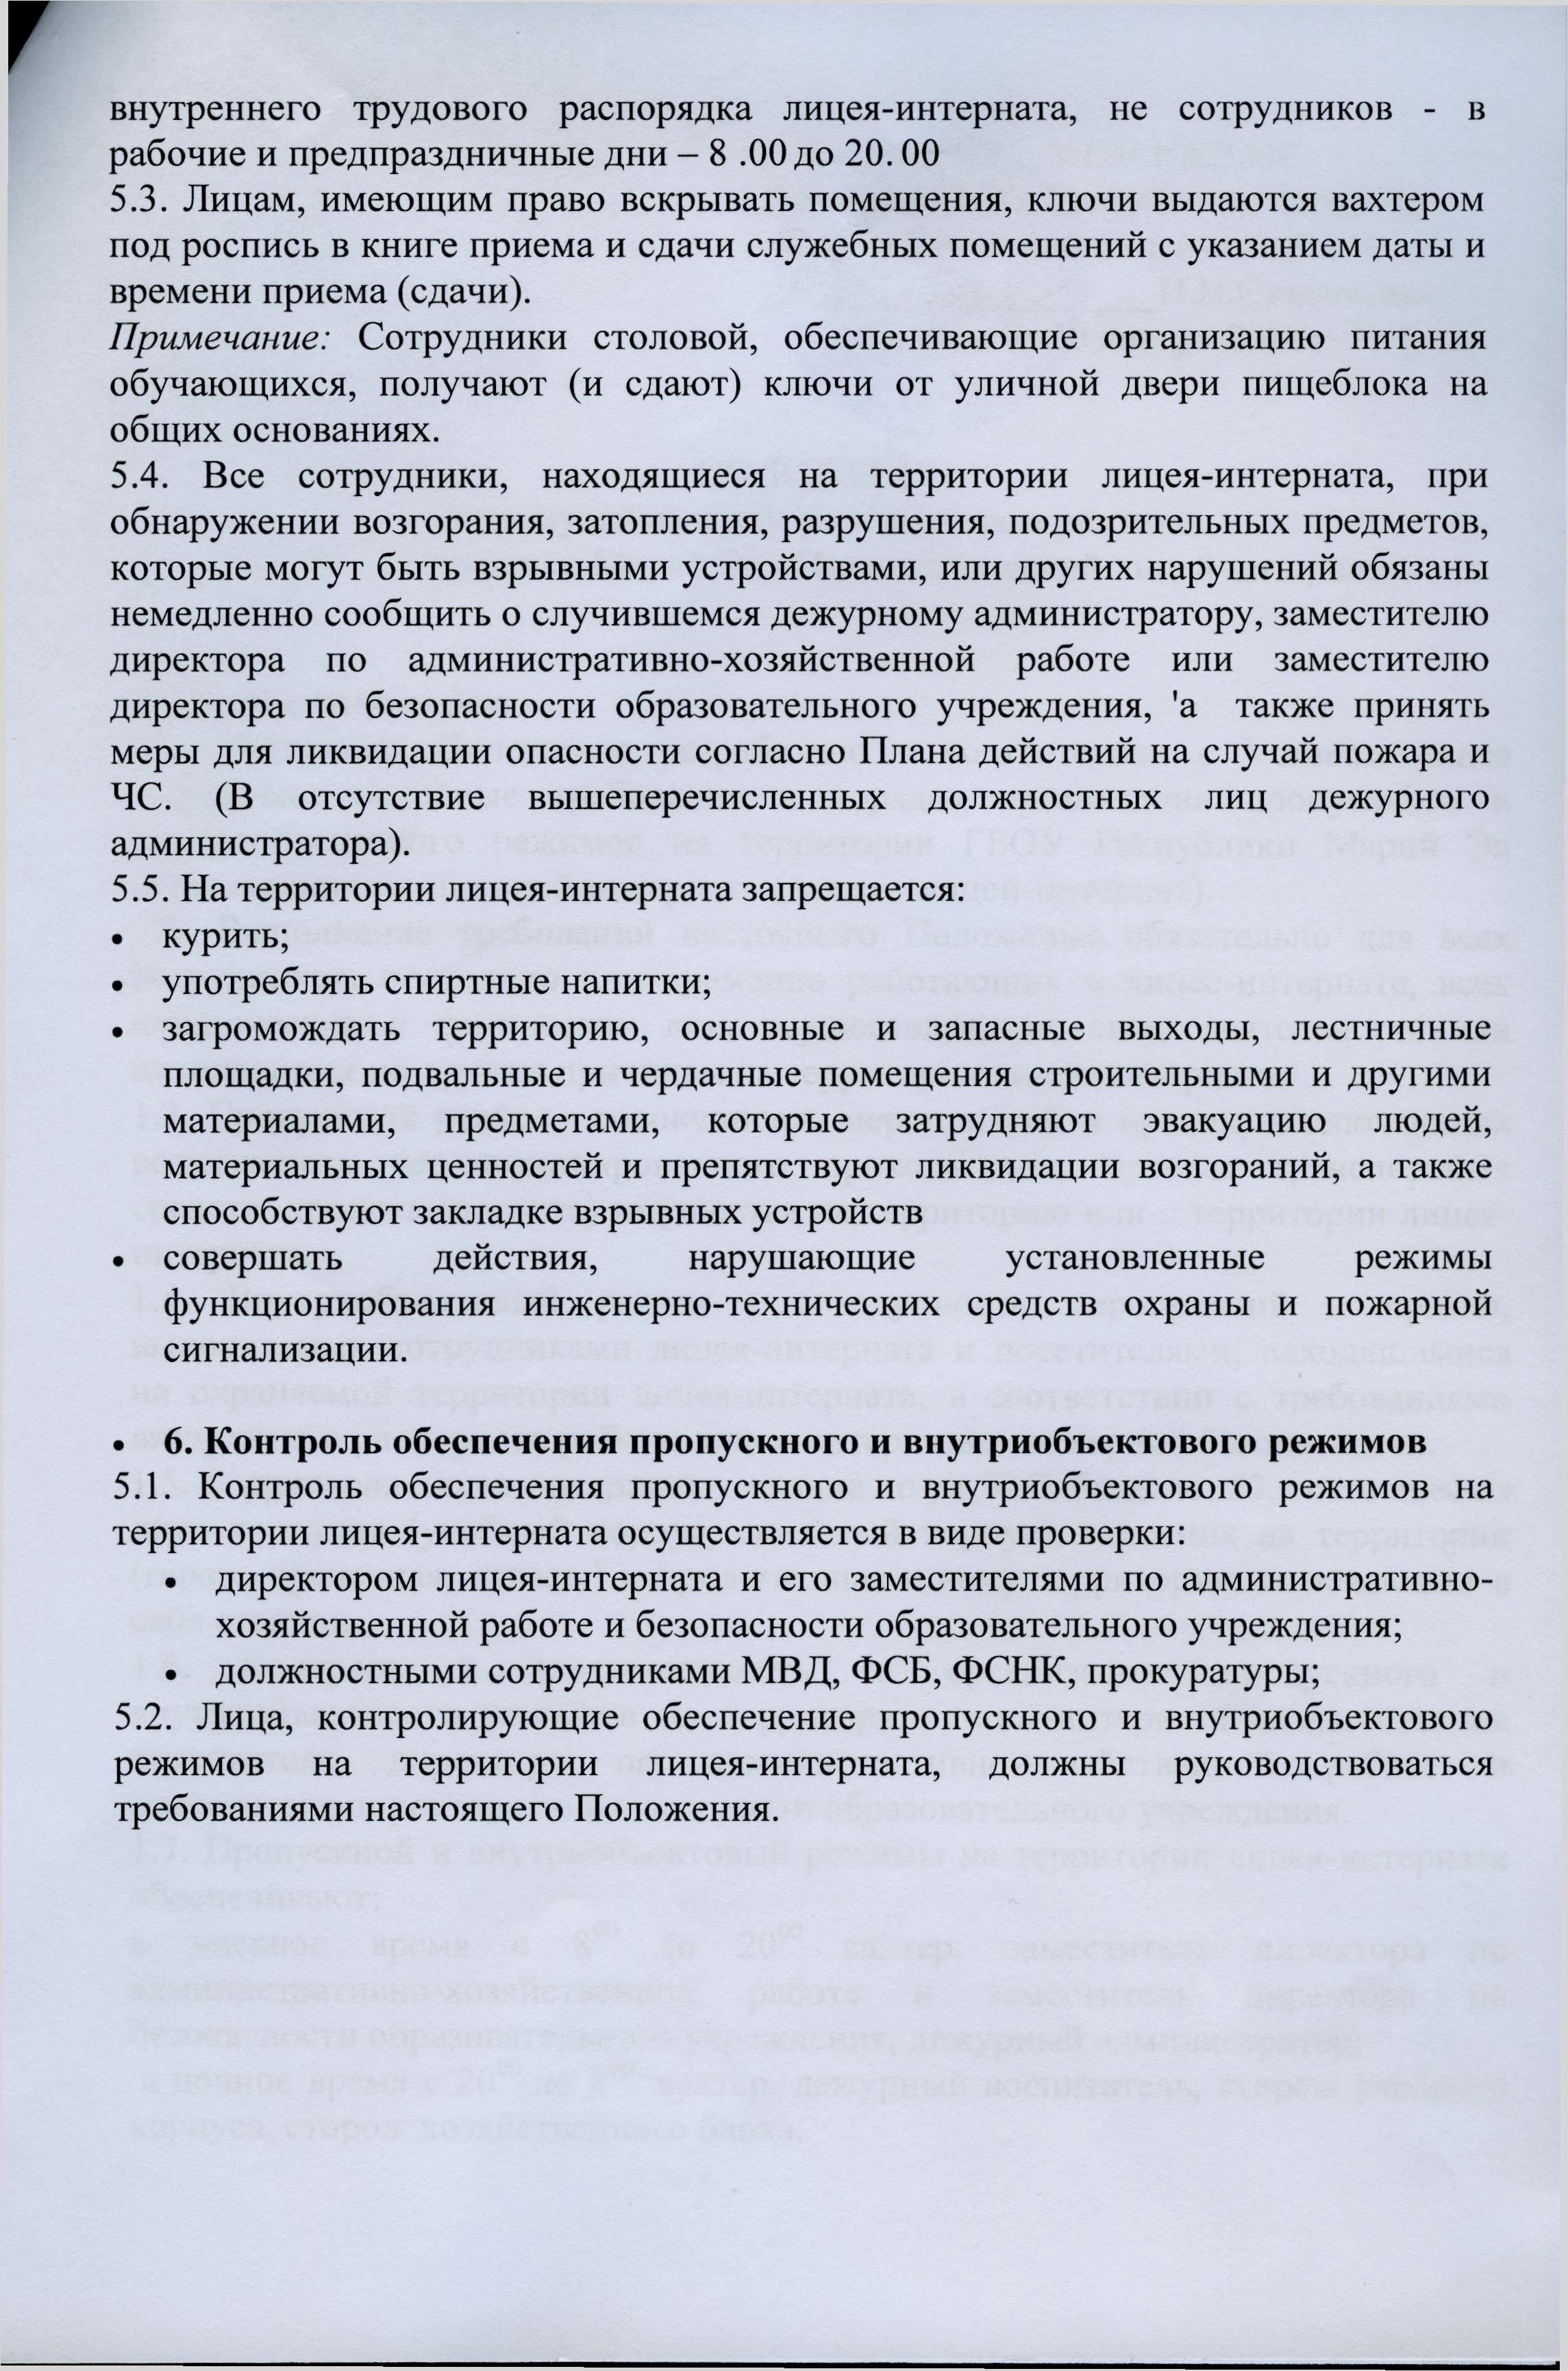 внутреннего трудового распорядка лицея-интерната, не сотрудников - в
рабочие и предпраздничные дни – 8 .00 до 20. 00
5.3. Лицам, имеющим право вскрывать помещения, ключи выдаются вахтером
под роспись в книге приема и сдачи служебных помещений с указанием даты и
времени приема (сдачи).
Примечание: Сотрудники столовой, обеспечивающие организацию питания
обучающихся, получают (и сдают) ключи от уличной двери пищеблока на
общих основаниях.
5.4. Все сотрудники, находящиеся на территории лицея-интерната, при
обнаружении возгорания, затопления, разрушения, подозрительных предметов,
которые могут быть взрывными устройствами, или других нарушений обязаны
немедленно сообщить о случившемся дежурному администратору, заместителю
директора по административно-хозяйственной работе или заместителю
директора по безопасности образовательного учреждения, 'а также принять
меры для ликвидации опасности согласно Плана действий на случай пожара и
ЧС. (В отсутствие вышеперечисленных должностных лиц дежурного
администратора).
5.5. На территории лицея-интерната запрещается:
• курить;
• употреблять спиртные напитки;
• загромождать территорию, основные и запасные выходы, лестничные
площадки, подвальные и чердачные помещения строительными и другими
материалами, предметами, которые затрудняют эвакуацию людей,
материальных ценностей и препятствуют ликвидации возгораний, а также
способствуют закладке взрывных устройств
• совершать действия, нарушающие установленные режимы
функционирования инженерно-технических средств охраны и пожарной
сигнализации.
• 6. Контроль обеспечения пропускного и внутриобъектового режимов
5.1. Контроль обеспечения пропускного и внутриобъектового режимов на
территории лицея-интерната осуществляется в виде проверки:
• директором лицея-интерната и его заместителями по административно-
хозяйственной работе и безопасности образовательного учреждения;
• должностными сотрудниками МВД, ФСБ, ФСНК, прокуратуры;
5.2. Лица, контролирующие обеспечение пропускного и внутриобъектового
режимов на территории лицея-интерната, должны руководствоваться
требованиями настоящего Положения.